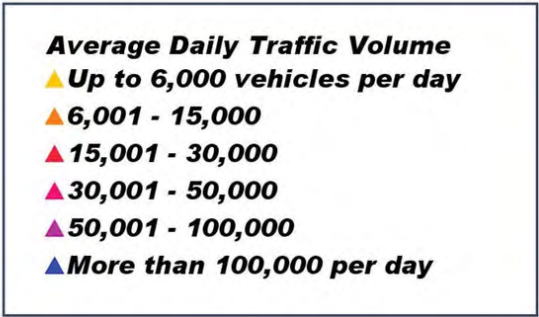 Average Daily Traffic Volume
Up to 6,000 vehicles per day
6,001 - 15,000
15,001 - 30,000
30,001 - 50,000
50,001 - 100,000
More than 100,000 per day